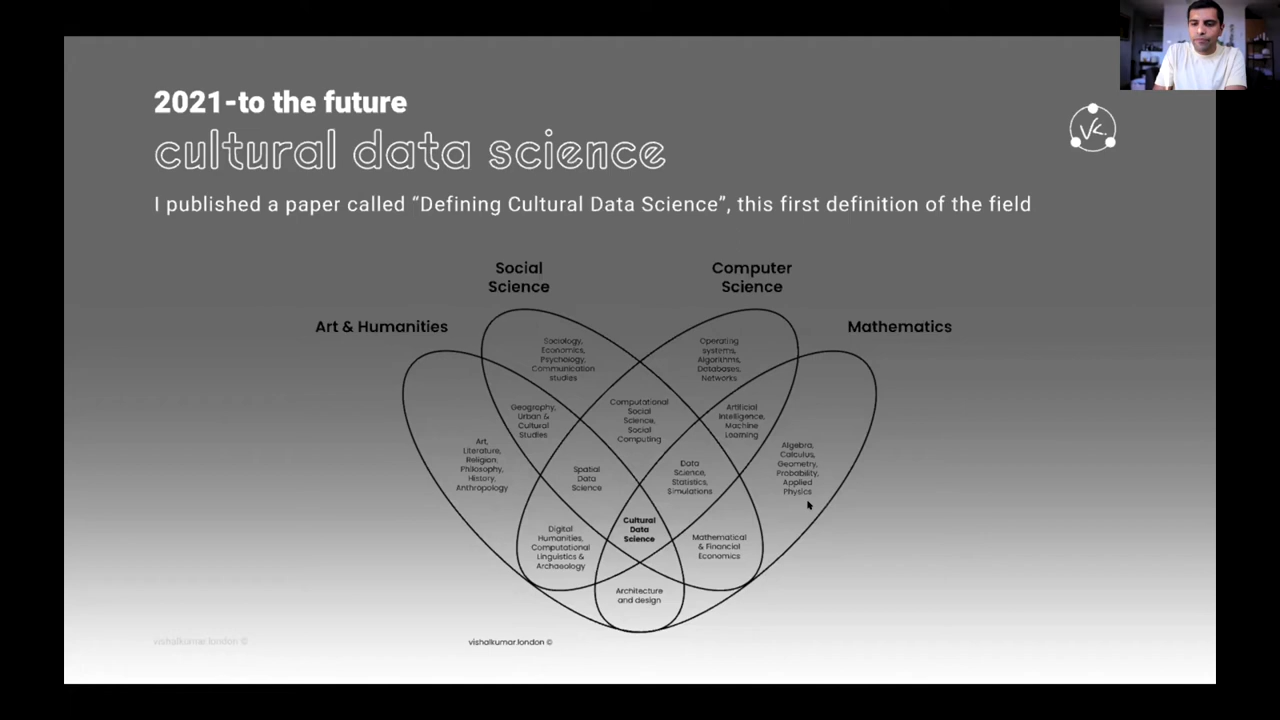 2021-to the future
cultural data science
VK.
I published a paper called “Defining Cultural Data Science”, this first definition of the field
Social
Science
Computer
Science
Art & Humanities
Mathematics
Sociology,
Economics,
Psychology,
Communication
studies
Operating
systems,
Algorithms,
Databases,
Networks
Geography,
Urban &
Cultural
Studies
Computational
Social
Science,
Social
Computing
Artificial
Intelligence,
Machine
Learning
Art,
Literature,
Religion,
Philosophy,
History,
Anthropology
Spatial
Data
Science
Data
Science,
Statistics,
Simulations
Algebra,
Calculus,
Geometry,
Probability,
Applied
Physics
Digital
Humanities,
Computational
Linguistics &
Archaeology
Cultural
Data
Science
Mathematical
& Financial
Economics
Architecture
and design
vishalkumar.london ©
vishalkumar.london ©